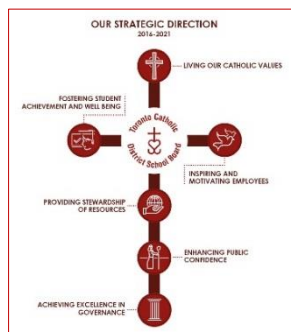 OUR STRATEGIC DIRECTION
2016-2021
LIVING OUR CATHOLIC VALUES
FOSTERING STUDENT
ACHIEVEMENT AND WELL BEING
Toronto Catholic
District School Board
INSPIRING AND
MOTIVATING EMPLOYEES
PROVIDING STEWARDSHIP
OF RESOURCES
ENHANCING PUBLIC
CONFIDENCE
ACHIEVING EXCELLENCE IN
GOVERNANCE